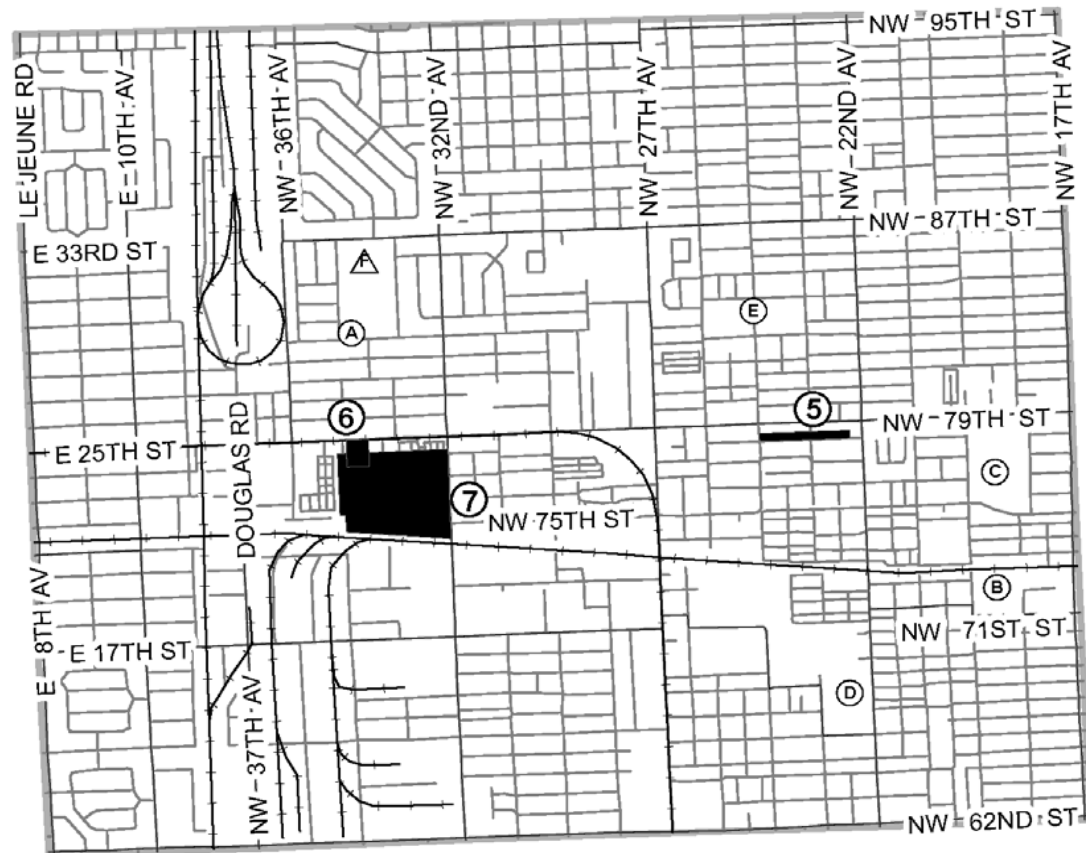 NW 95TH ST
LE JEUNE RD
E 10TH AV
NW 36TH AV
NW 32ND AV
NW 27TH AV
NW 22ND AV
NW 17TH AV
NW 87TH ST
E 33RD ST
F
E
A
6
5
NW 79TH ST
E 25TH ST
DOUGLAS RD
C
7
NW 75TH ST
E 8TH AV
B
NW 71ST ST
E 17TH ST
NW 37TH AV
D
NW 62ND ST